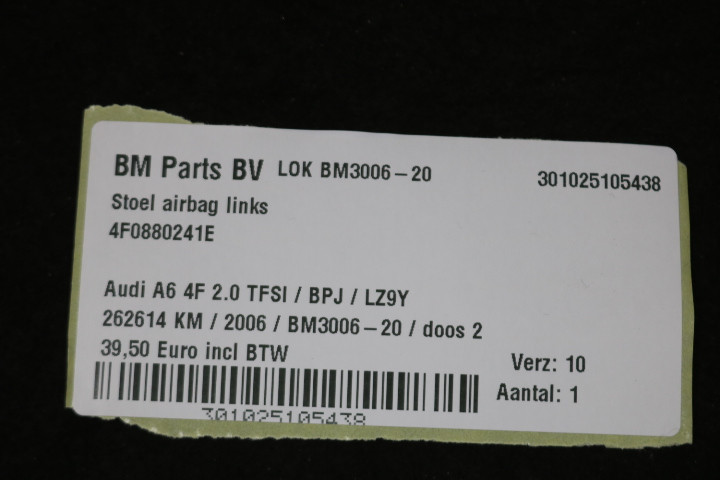 BM Parts BV LOK BM3006-20 301025105438
Stoel airbag links
4F0880241E
Audi A6 4F 2.0 TFSI / BPJ / LZ9Y
262614 KM / 2006 / BM3006-20 / doos 2
39,50 Euro incl BTW
Verz: 10
Aantal: 1
301025105438